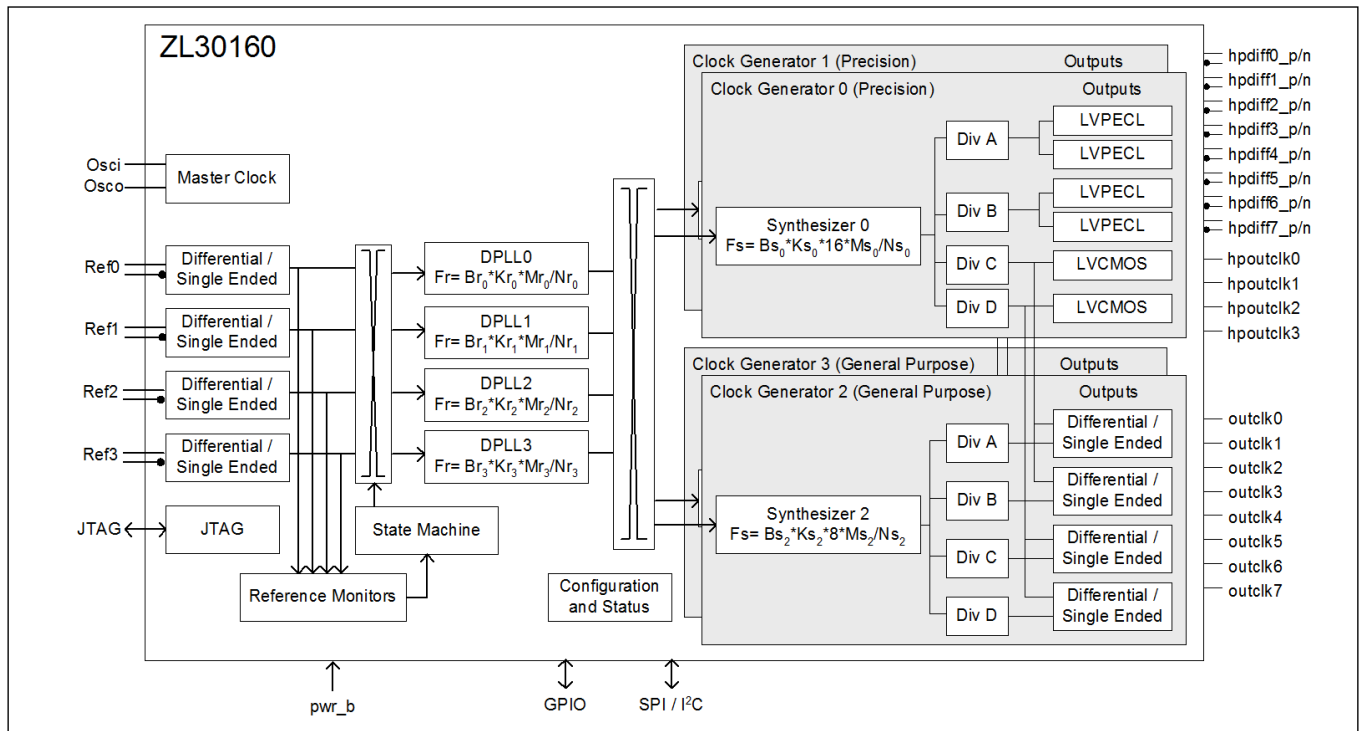 ZL30160
Osci
Osco
Master Clock
Ref0
Differential /
Single Ended
Ref1
Differential /
Single Ended
Ref2
Differential /
Single Ended
Ref3
Differential /
Single Ended
JTAG
JTAG
DPLL0
Fr= Br₀*Kr₀*Mr₀/Nr₀
DPLL1
Fr= Br₁*Kr₁*Mr₁/Nr₁
DPLL2
Fr= Br₂*Kr₂*Mr₂/Nr₂
DPLL3
Fr= Br₃*Kr₃*Mr₃/Nr₃
State Machine
Reference Monitors
Configuration
and Status
Clock Generator 1 (Precision)
Outputs
Clock Generator 0 (Precision)
Outputs
Synthesizer 0
Fs= Bs₀*Ks₀*16*Ms₀/Ns₀
Div A
Div B
Div C
Div D
LVPECL
LVPECL
LVPECL
LVPECL
LVCMOS
LVCMOS
Clock Generator 3 (General Purpose)
Outputs
Clock Generator 2 (General Purpose)
Outputs
Synthesizer 2
Fs= Bs₂*Ks₂*8*Ms₂/Ns₂
Div A
Div B
Div C
Div D
Differential /
Single Ended
Differential /
Single Ended
Differential /
Single Ended
Differential /
Single Ended
hpdiff0_p/n
hpdiff1_p/n
hpdiff2_p/n
hpdiff3_p/n
hpdiff4_p/n
hpdiff5_p/n
hpdiff6_p/n
hpdiff7_p/n
hpoutclk0
hpoutclk1
hpoutclk2
hpoutclk3
outclk0
outclk1
outclk2
outclk3
outclk4
outclk5
outclk6
outclk7
pwr_b
GPIO
SPI / I²C